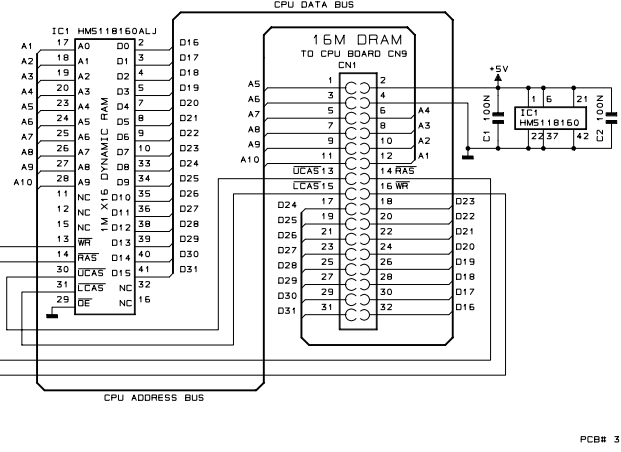 CPU DATA BUS
IC1 HM5118160ALJ
16M DRAM
TO CPU BOARD CN9
CN1
A1 17 A0 D0 2 D16
A2 18 A1 D1 3 D17
A3 19 A2 D2 4 D18
A4 20 A3 D3 5 D19
A5 23 A4 D4 7 D20
A6 24 A5 D5 8 D21
A7 25 A6 D6 9 D22
A8 26 A7 D7 10 D23
A9 27 A8 D8 33 D24
A10 28 A9 D9 34 D25
11 NC D10 35 D26
12 NC D11 36 D27
15 NC D12 38 D28
13 WR D13 39 D29
14 RAS D14 40 D30
30 UCAS D15 41 D31
31 LCAS NC 32
29 OE NC 16
1M X16 DYNAMIC RAM
A5 1 2
A6 3 4
A7 5 6 A4
A8 7 8 A3
A9 9 10 A2
A10 11 12 A1
UCAS 13 14 RAS
LCAS 15 16 WR
D24 17 18 D23
D25 19 20 D22
D26 21 22 D21
D27 23 24 D20
D28 25 26 D19
D29 27 28 D18
D30 29 30 D17
D31 31 32 D16
+5V
C1 100N
1 6 21
IC1
HM5118160
22 37 42
C2 100N
CPU ADDRESS BUS
PCB# 3